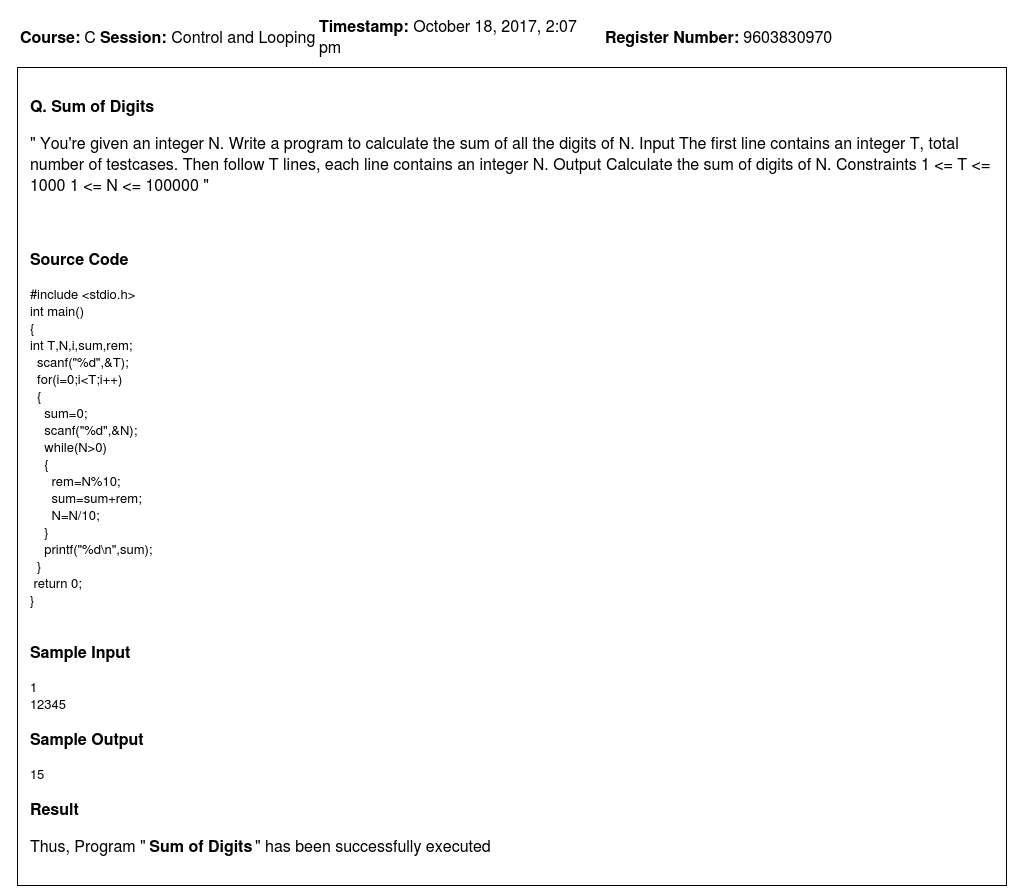 Course: C Session: Control and Looping Timestamp: October 18, 2017, 2:07 pm Register Number: 9603830970
Q. Sum of Digits
" You're given an integer N. Write a program to calculate the sum of all the digits of N. Input The first line contains an integer T, total
number of testcases. Then follow T lines, each line contains an integer N. Output Calculate the sum of digits of N. Constraints 1 <= T <=
1000 1 <= N <= 100000 "
Source Code
#include <stdio.h>
int main()
{
int T,N,i,sum,rem;
  scanf("%d",&T);
  for(i=0;i<T;i++)
  {
    sum=0;
    scanf("%d",&N);
    while(N>0)
    {
      rem=N%10;
      sum=sum+rem;
      N=N/10;
    }
    printf("%d\n",sum);
  }
 return 0;
}
Sample Input
1
12345
Sample Output
15
Result
Thus, Program " Sum of Digits " has been successfully executed